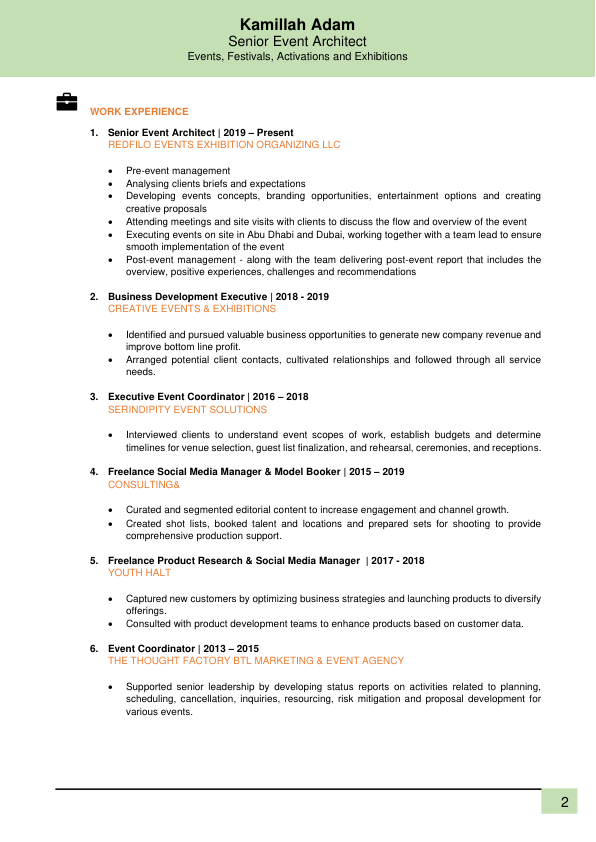 Kamillah Adam
Senior Event Architect
Events, Festivals, Activations and Exhibitions
WORK EXPERIENCE
1. Senior Event Architect | 2019 – Present
REDFILO EVENTS EXHIBITION ORGANIZING LLC
• Pre-event management
• Analysing clients briefs and expectations
• Developing events concepts, branding opportunities, entertainment options and creating
creative proposals
• Attending meetings and site visits with clients to discuss the flow and overview of the event
• Executing events on site in Abu Dhabi and Dubai, working together with a team lead to ensure
smooth implementation of the event
• Post-event management - along with the team delivering post-event report that includes the
overview, positive experiences, challenges and recommendations
2. Business Development Executive | 2018 - 2019
CREATIVE EVENTS & EXHIBITIONS
• Identified and pursued valuable business opportunities to generate new company revenue and
improve bottom line profit.
• Arranged potential client contacts, cultivated relationships and followed through all service
needs.
3. Executive Event Coordinator | 2016 – 2018
SERINDIPITY EVENT SOLUTIONS
• Interviewed clients to understand event scopes of work, establish budgets and determine
timelines for venue selection, guest list finalization, and rehearsal, ceremonies, and receptions.
4. Freelance Social Media Manager & Model Booker | 2015 – 2019
CONSULTING&
• Curated and segmented editorial content to increase engagement and channel growth.
• Created shot lists, booked talent and locations and prepared sets for shooting to provide
comprehensive production support.
5. Freelance Product Research & Social Media Manager | 2017 - 2018
YOUTH HALT
• Captured new customers by optimizing business strategies and launching products to diversify
offerings.
• Consulted with product development teams to enhance products based on customer data.
6. Event Coordinator | 2013 – 2015
THE THOUGHT FACTORY BTL MARKETING & EVENT AGENCY
• Supported senior leadership by developing status reports on activities related to planning,
scheduling, cancellation, inquiries, resourcing, risk mitigation and proposal development for
various events.
2